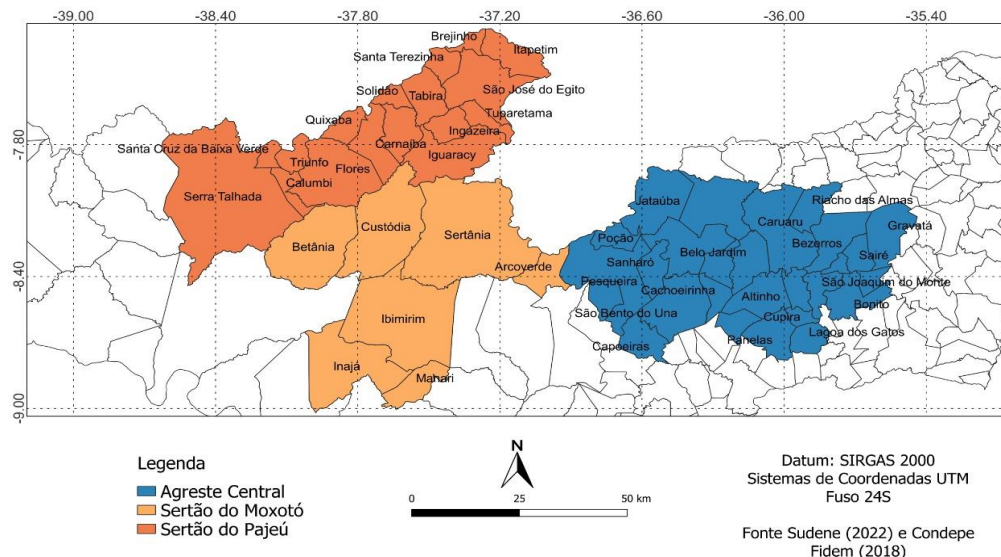 -39.00
-38.40
-37.80
-37.20
-36.60
-36.00
-35.40
Brejinho
Itapetim
Santa Terezinha
Solidão
Tabira
São José do Egito
Quixaba
Tuparetama
Ingazeira
-7.80
Santa Cruz da Baixa Verde
Carnaíba
Iguaracy
Triunfo
Flores
Calumbi
Serra Talhada
Jataúba
Riacho das Almas
Custódia
Caruaru
Gravatá
Betânia
Sertânia
Poção
Bezerros
Belo Jardim
Sairé
Sanharó
Arcoverde
-8.40
Pesqueira
São Joaquim do Monte
Cachoeirinha
Altinho
Bopito
Ibimirim
São Bento do Una
Cupira
Lagoa dos Gatos
Panelas
Capoeiras
Inajá
Mahari
-9.00
Legenda
Agreste Central
Sertão do Moxotó
Sertão do Pajeú
N
0 25 50 km
Datum: SIRGAS 2000
Sistemas de Coordenadas UTM
Fuso 24S
Fonte Sudene (2022) e Condepe
Fidem (2018)